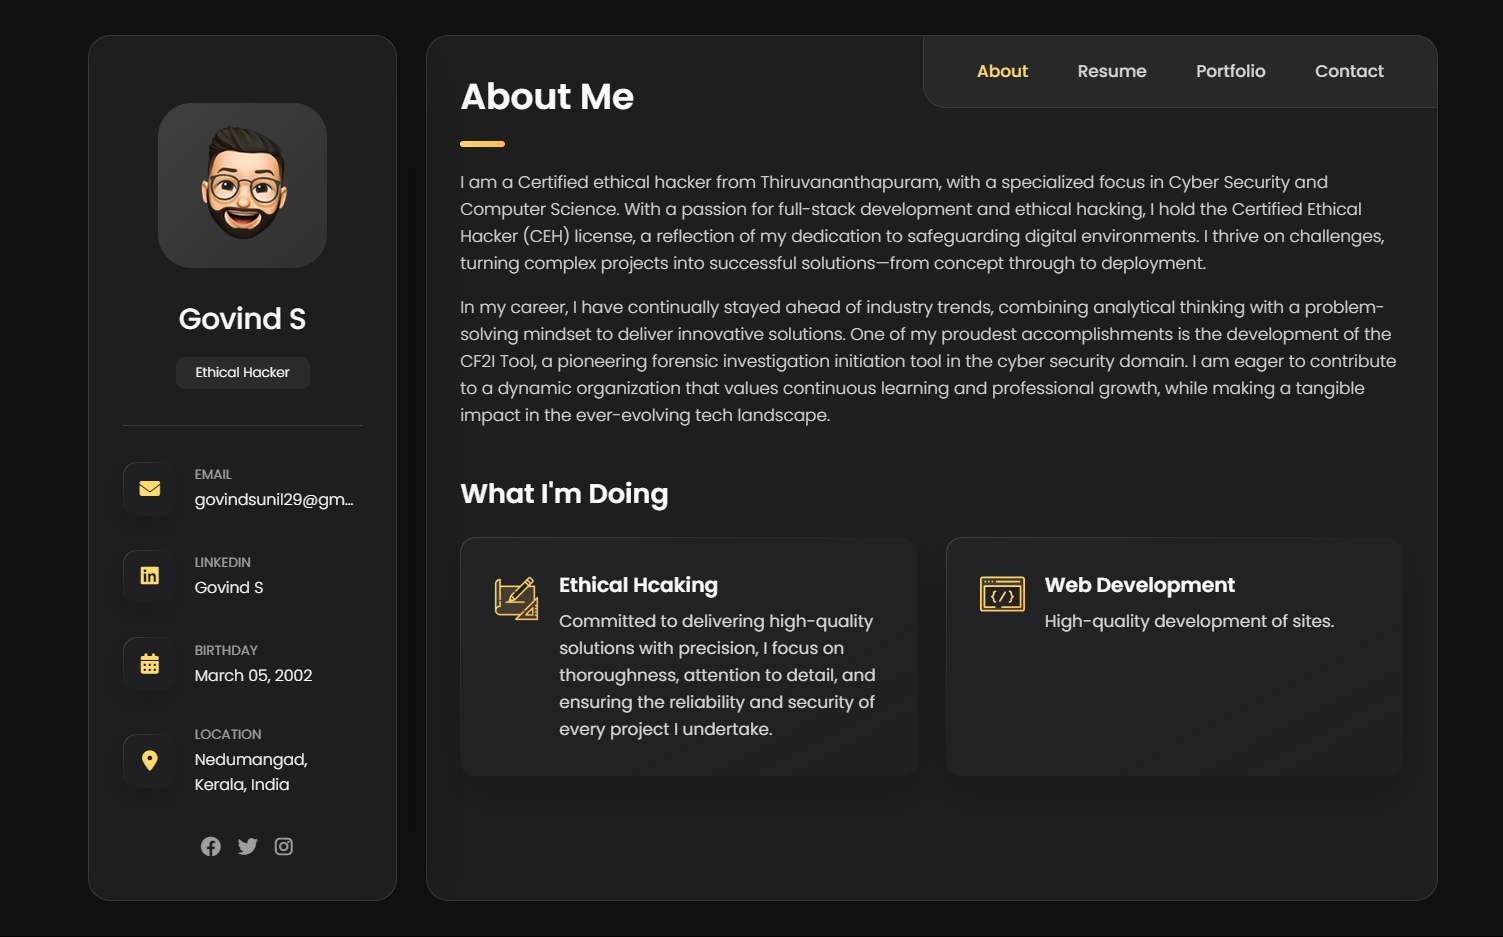 Govind S
Ethical Hacker
EMAIL
govindsunil29@gm...
LINKEDIN
Govind S
BIRTHDAY
March 05, 2002
LOCATION
Nedumangad,
Kerala, India
About
Resume
Portfolio
Contact
About Me
I am a Certified ethical hacker from Thiruvananthapuram, with a specialized focus in Cyber Security and
Computer Science. With a passion for full-stack development and ethical hacking, I hold the Certified Ethical
Hacker (CEH) license, a reflection of my dedication to safeguarding digital environments. I thrive on challenges,
turning complex projects into successful solutions—from concept through to deployment.
In my career, I have continually stayed ahead of industry trends, combining analytical thinking with a problem-
solving mindset to deliver innovative solutions. One of my proudest accomplishments is the development of the
CF2I Tool, a pioneering forensic investigation initiation tool in the cyber security domain. I am eager to contribute
to a dynamic organization that values continuous learning and professional growth, while making a tangible
impact in the ever-evolving tech landscape.
What I'm Doing
Ethical Hcaking
Committed to delivering high-quality
solutions with precision, I focus on
thoroughness, attention to detail, and
ensuring the reliability and security of
every project I undertake.
Web Development
High-quality development of sites.